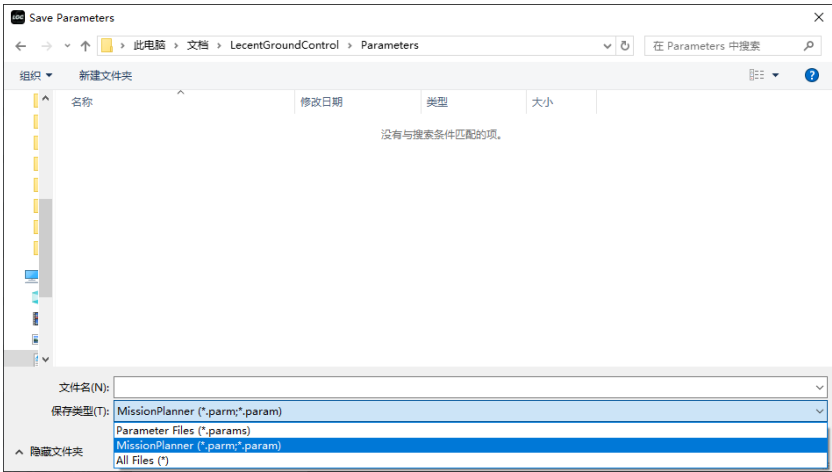 LGC Save Parameters
此电脑 › 文档 › LecentGroundControl › Parameters
在 Parameters 中搜索
组织 新建文件夹
名称 修改日期 类型 大小
没有与搜索条件匹配的项。
文件名(N):
保存类型(T): MissionPlanner (*.parm;*.param)
Parameter Files (*.params)
MissionPlanner (*.parm;*.param)
All Files (*)
隐藏文件夹